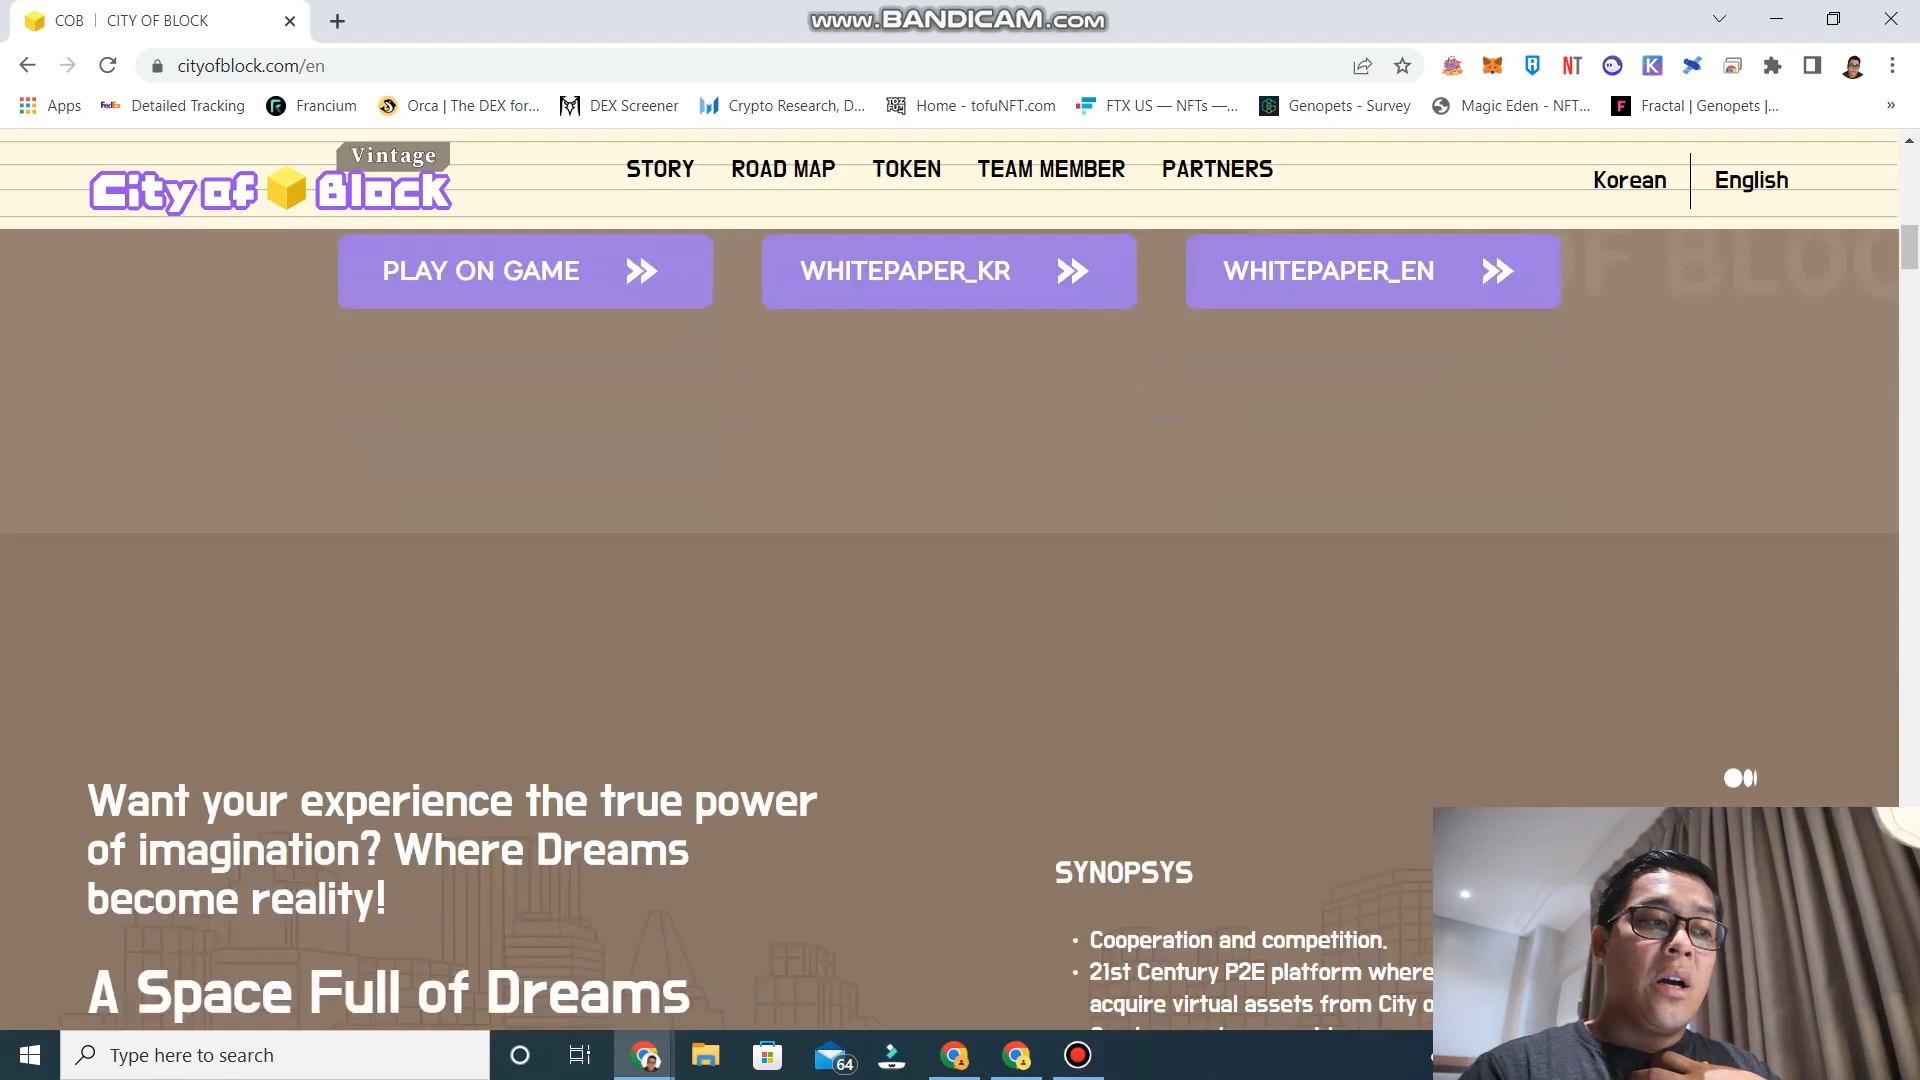 COB | CITY OF BLOCK
www.BANDICAM.com
cityofblock.com/en
NT
K
Apps
FedEx Detailed Tracking
Francium
Orca | The DEX for...
DEX Screener
Crypto Research, D...
Home - tofuNFT.com
FTX US — NFTs —...
Genopets - Survey
Magic Eden - NFT...
F Fractal | Genopets |...
»
Vintage
City of Block
STORY
ROAD MAP
TOKEN
TEAM MEMBER
PARTNERS
Korean
English
OF BLOC
PLAY ON GAME
WHITEPAPER_KR
WHITEPAPER_EN
Want your experience the true power
of imagination? Where Dreams
become reality!
A Space Full of Dreams
SYNOPSYS
• Cooperation and competition.
• 21st Century P2E platform where
acquire virtual assets from City o
Type here to search
64